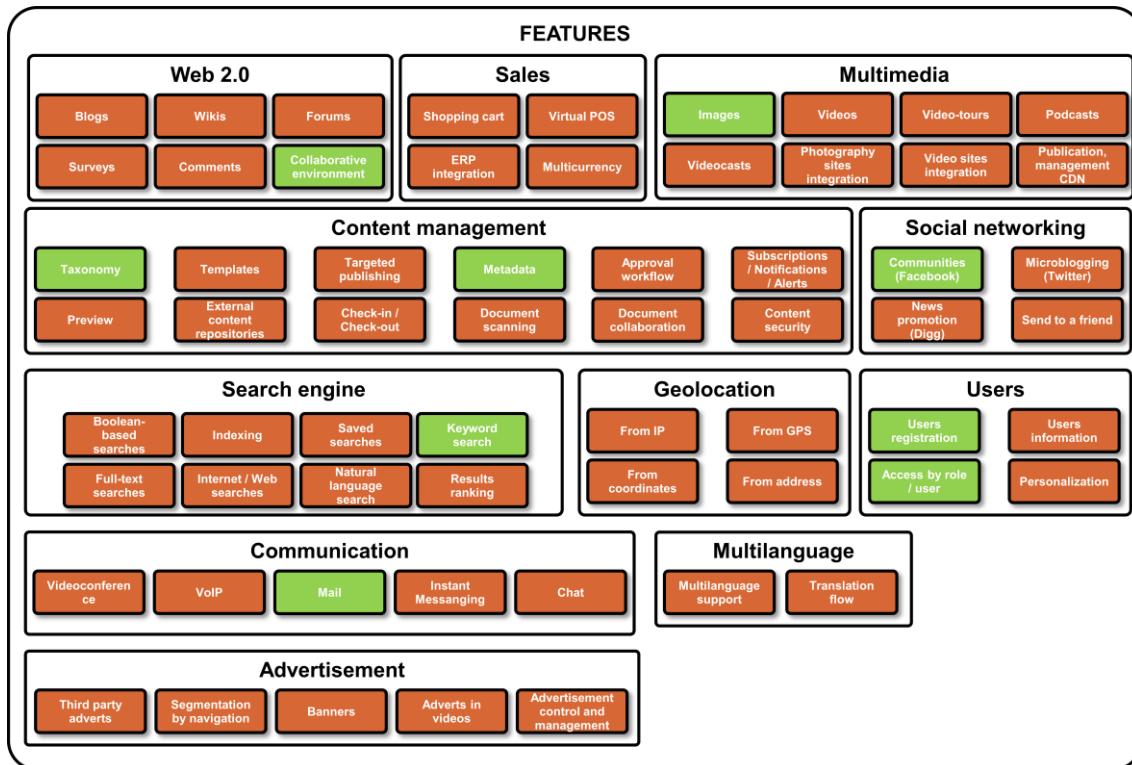 FEATURES
Web 2.0
Blogs
Wikis
Forums
Surveys
Comments
Collaborative
environment
Sales
Shopping cart
Virtual POS
ERP
integration
Multicurrency
Multimedia
Images
Videos
Video-tours
Podcasts
Videocasts
Photography
sites
integration
Video sites
integration
Publication,
management
CDN
Content management
Taxonomy
Templates
Targeted
publishing
Metadata
Approval
workflow
Subscriptions
/ Notifications
/ Alerts
Preview
External
content
repositories
Check-in /
Check-out
Document
scanning
Document
collaboration
Content
security
Social networking
Communities
(Facebook)
Microblogging
(Twitter)
News
promotion
(Digg)
Send to a friend
Search engine
Boolean-
based
searches
Indexing
Saved
searches
Keyword
search
Full-text
searches
Internet / Web
searches
Natural
language
search
Results
ranking
Geolocation
From IP
From GPS
From
coordinates
From address
Users
Users
registration
Users
information
Access by role
/ user
Personalization
Communication
Videoconferen
ce
VoIP
Mail
Instant
Messanging
Chat
Multilanguage
Multilanguage
support
Translation
flow
Advertisement
Third party
adverts
Segmentation
by navigation
Banners
Adverts in
videos
Advertisement
control and
management